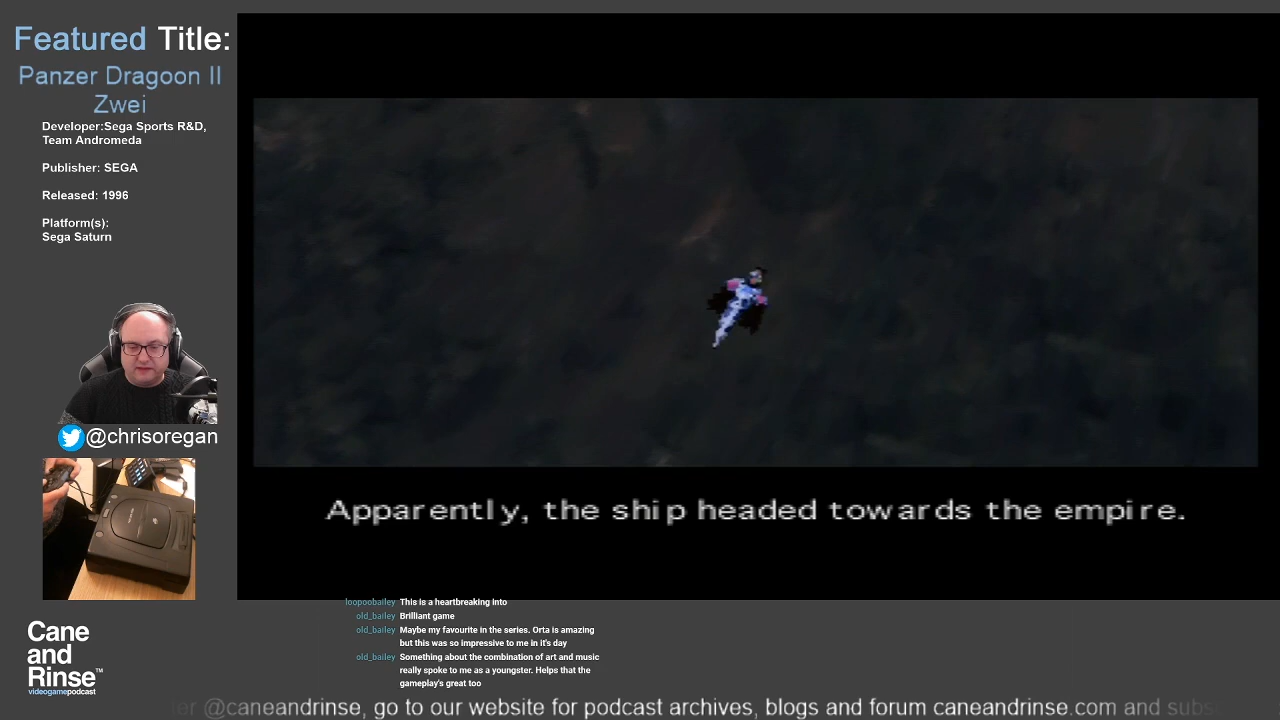 Featured Title:
Panzer Dragoon II
Zwei
Developer:Sega Sports R&D,
Team Andromeda
Publisher: SEGA
Released: 1996
Platform(s):
Sega Saturn
@chrisoregan
Cane
and
Rinse™
videogamepodcast
Apparently, the ship headed towards the empire.
loopoobailey This is a heartbreaking into
old_bailey Brilliant game
old_bailey Maybe my favourite in the series. Orta is amazing
but this was so impressive to me in it's day
old_bailey Something about the combination of art and music
really spoke to me as a youngster. Helps that the
gameplay's great too
@caneandrinse, go to our website for podcast archives, blogs and forum caneandrinse.com and